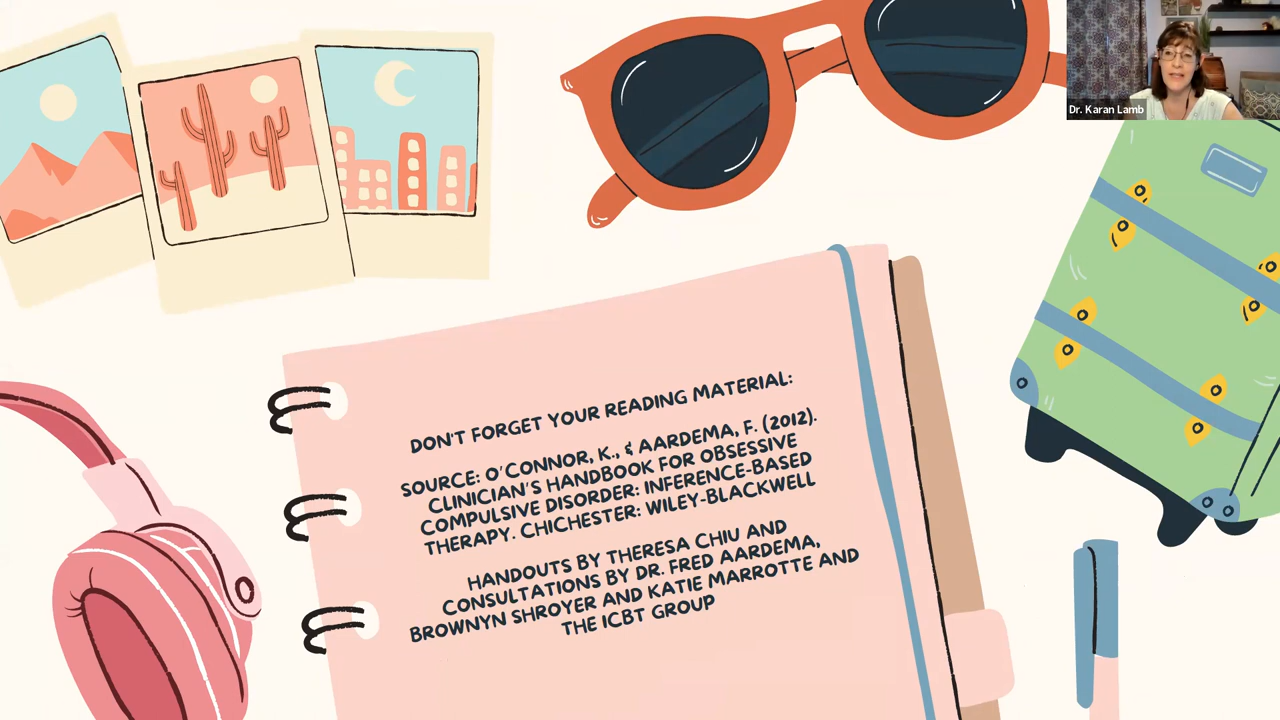 Dr. Karan Lamb
DON'T FORGET YOUR READING MATERIAL:
SOURCE: O'CONNOR, K., & AARDEMA, F. (2012).
CLINICIAN'S HANDBOOK FOR OBSESSIVE
COMPULSIVE DISORDER: INFERENCE-BASED
THERAPY. CHICHESTER: WILEY-BLACKWELL
HANDOUTS BY THERESA CHIU AND
CONSULTATIONS BY DR. FRED AARDEMA,
BROWNYN SHROYER AND KATIE MARROTTE AND
THE ICBT GROUP